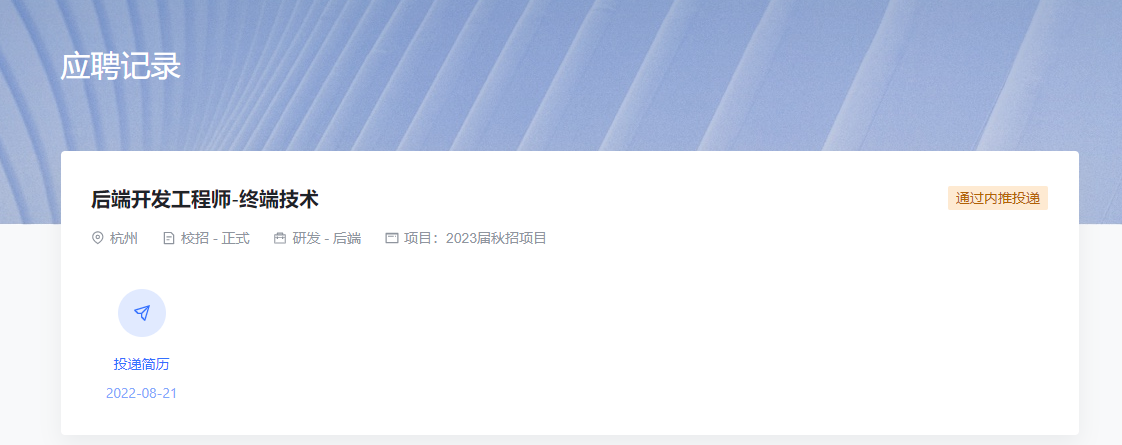 应聘记录
后端开发工程师-终端技术
通过内推投递
杭州 校招 - 正式 研发 - 后端 项目：2023届秋招项目
投递简历
2022-08-21